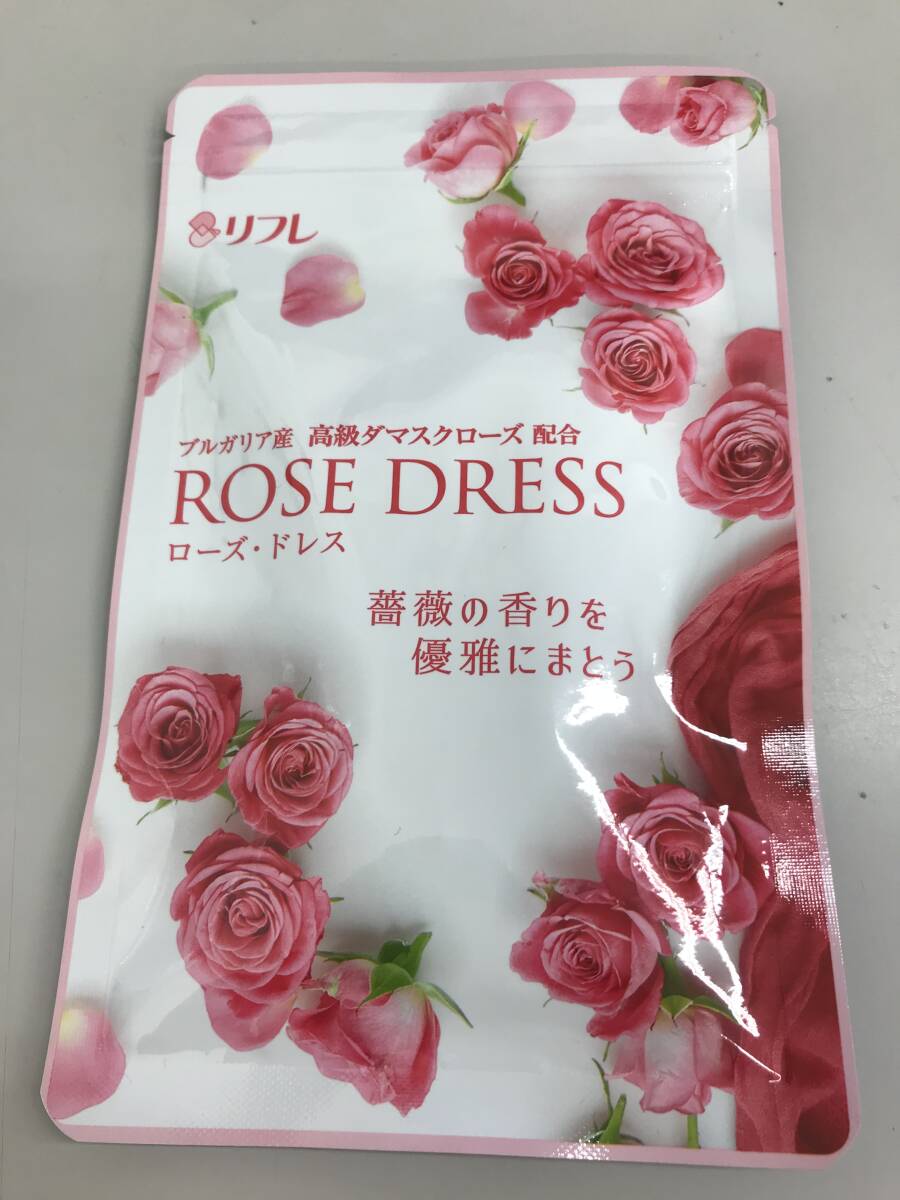 リフレ
ブルガリア産 高級ダマスクローズ 配合
ROSE DRESS
ローズ・ドレス
薔薇の香りを
優雅にまとう